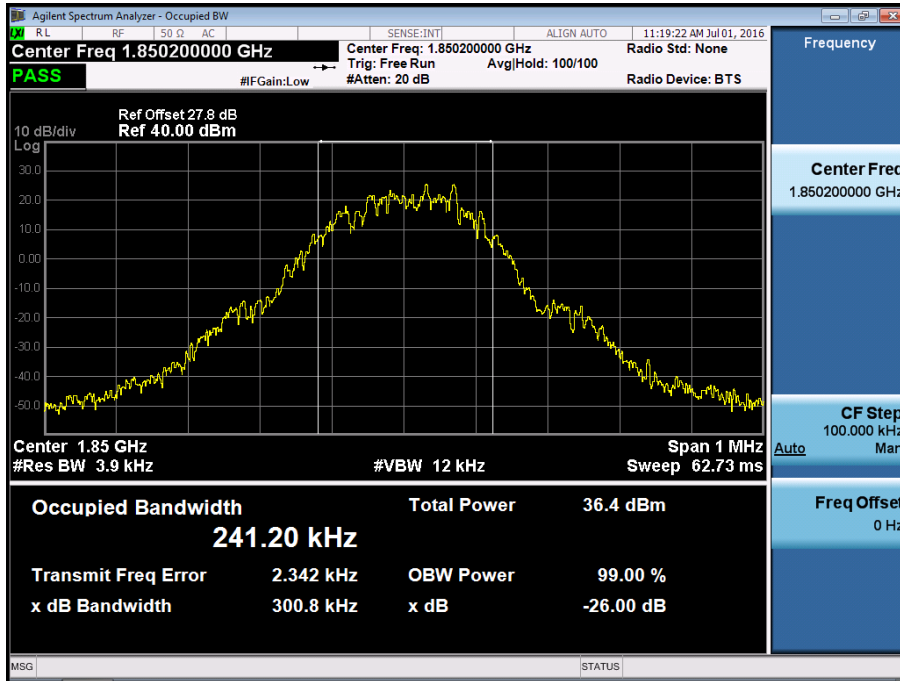 Agilent Spectrum Analyzer - Occupied BW
LXI RL RF 50 Ω AC SENSE:INT ALIGN AUTO 11:19:22 AM Jul 01, 2016
Center Freq 1.850200000 GHz
Center Freq: 1.850200000 GHz Radio Std: None
Trig: Free Run Avg|Hold: 100/100
PASS
#IFGain:Low #Atten: 20 dB Radio Device: BTS
Frequency
Ref Offset 27.8 dB
10 dB/div Ref 40.00 dBm
Log
30.0
20.0
10.0
0.00
-10.0
-20.0
-30.0
-40.0
-50.0
Center Freq
1.850200000 GHz
Center 1.85 GHz Span 1 MHz
#Res BW 3.9 kHz #VBW 12 kHz Sweep 62.73 ms
CF Step
100.000 kHz
Auto Man
Occupied Bandwidth Total Power 36.4 dBm
241.20 kHz
Transmit Freq Error 2.342 kHz OBW Power 99.00 %
x dB Bandwidth 300.8 kHz x dB -26.00 dB
Freq Offset
0 Hz
MSG STATUS